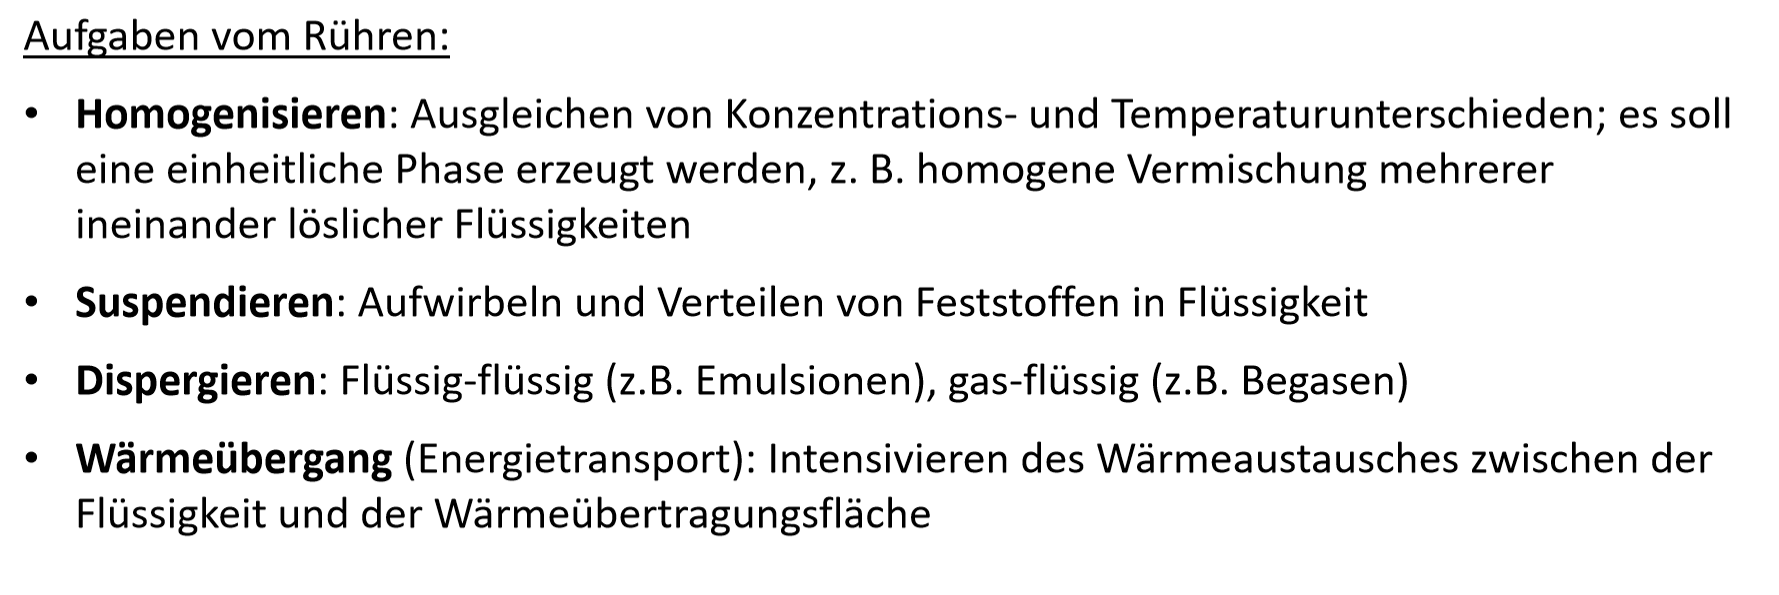 Aufgaben vom Rühren:
• Homogenisieren: Ausgleichen von Konzentrations- und Temperaturunterschieden; es soll
eine einheitliche Phase erzeugt werden, z. B. homogene Vermischung mehrerer
ineinander löslicher Flüssigkeiten
• Suspendieren: Aufwirbeln und Verteilen von Feststoffen in Flüssigkeit
• Dispergieren: Flüssig-flüssig (z.B. Emulsionen), gas-flüssig (z.B. Begasen)
• Wärmeübergang (Energietransport): Intensivieren des Wärmeaustausches zwischen der
Flüssigkeit und der Wärmeübertragungsfläche